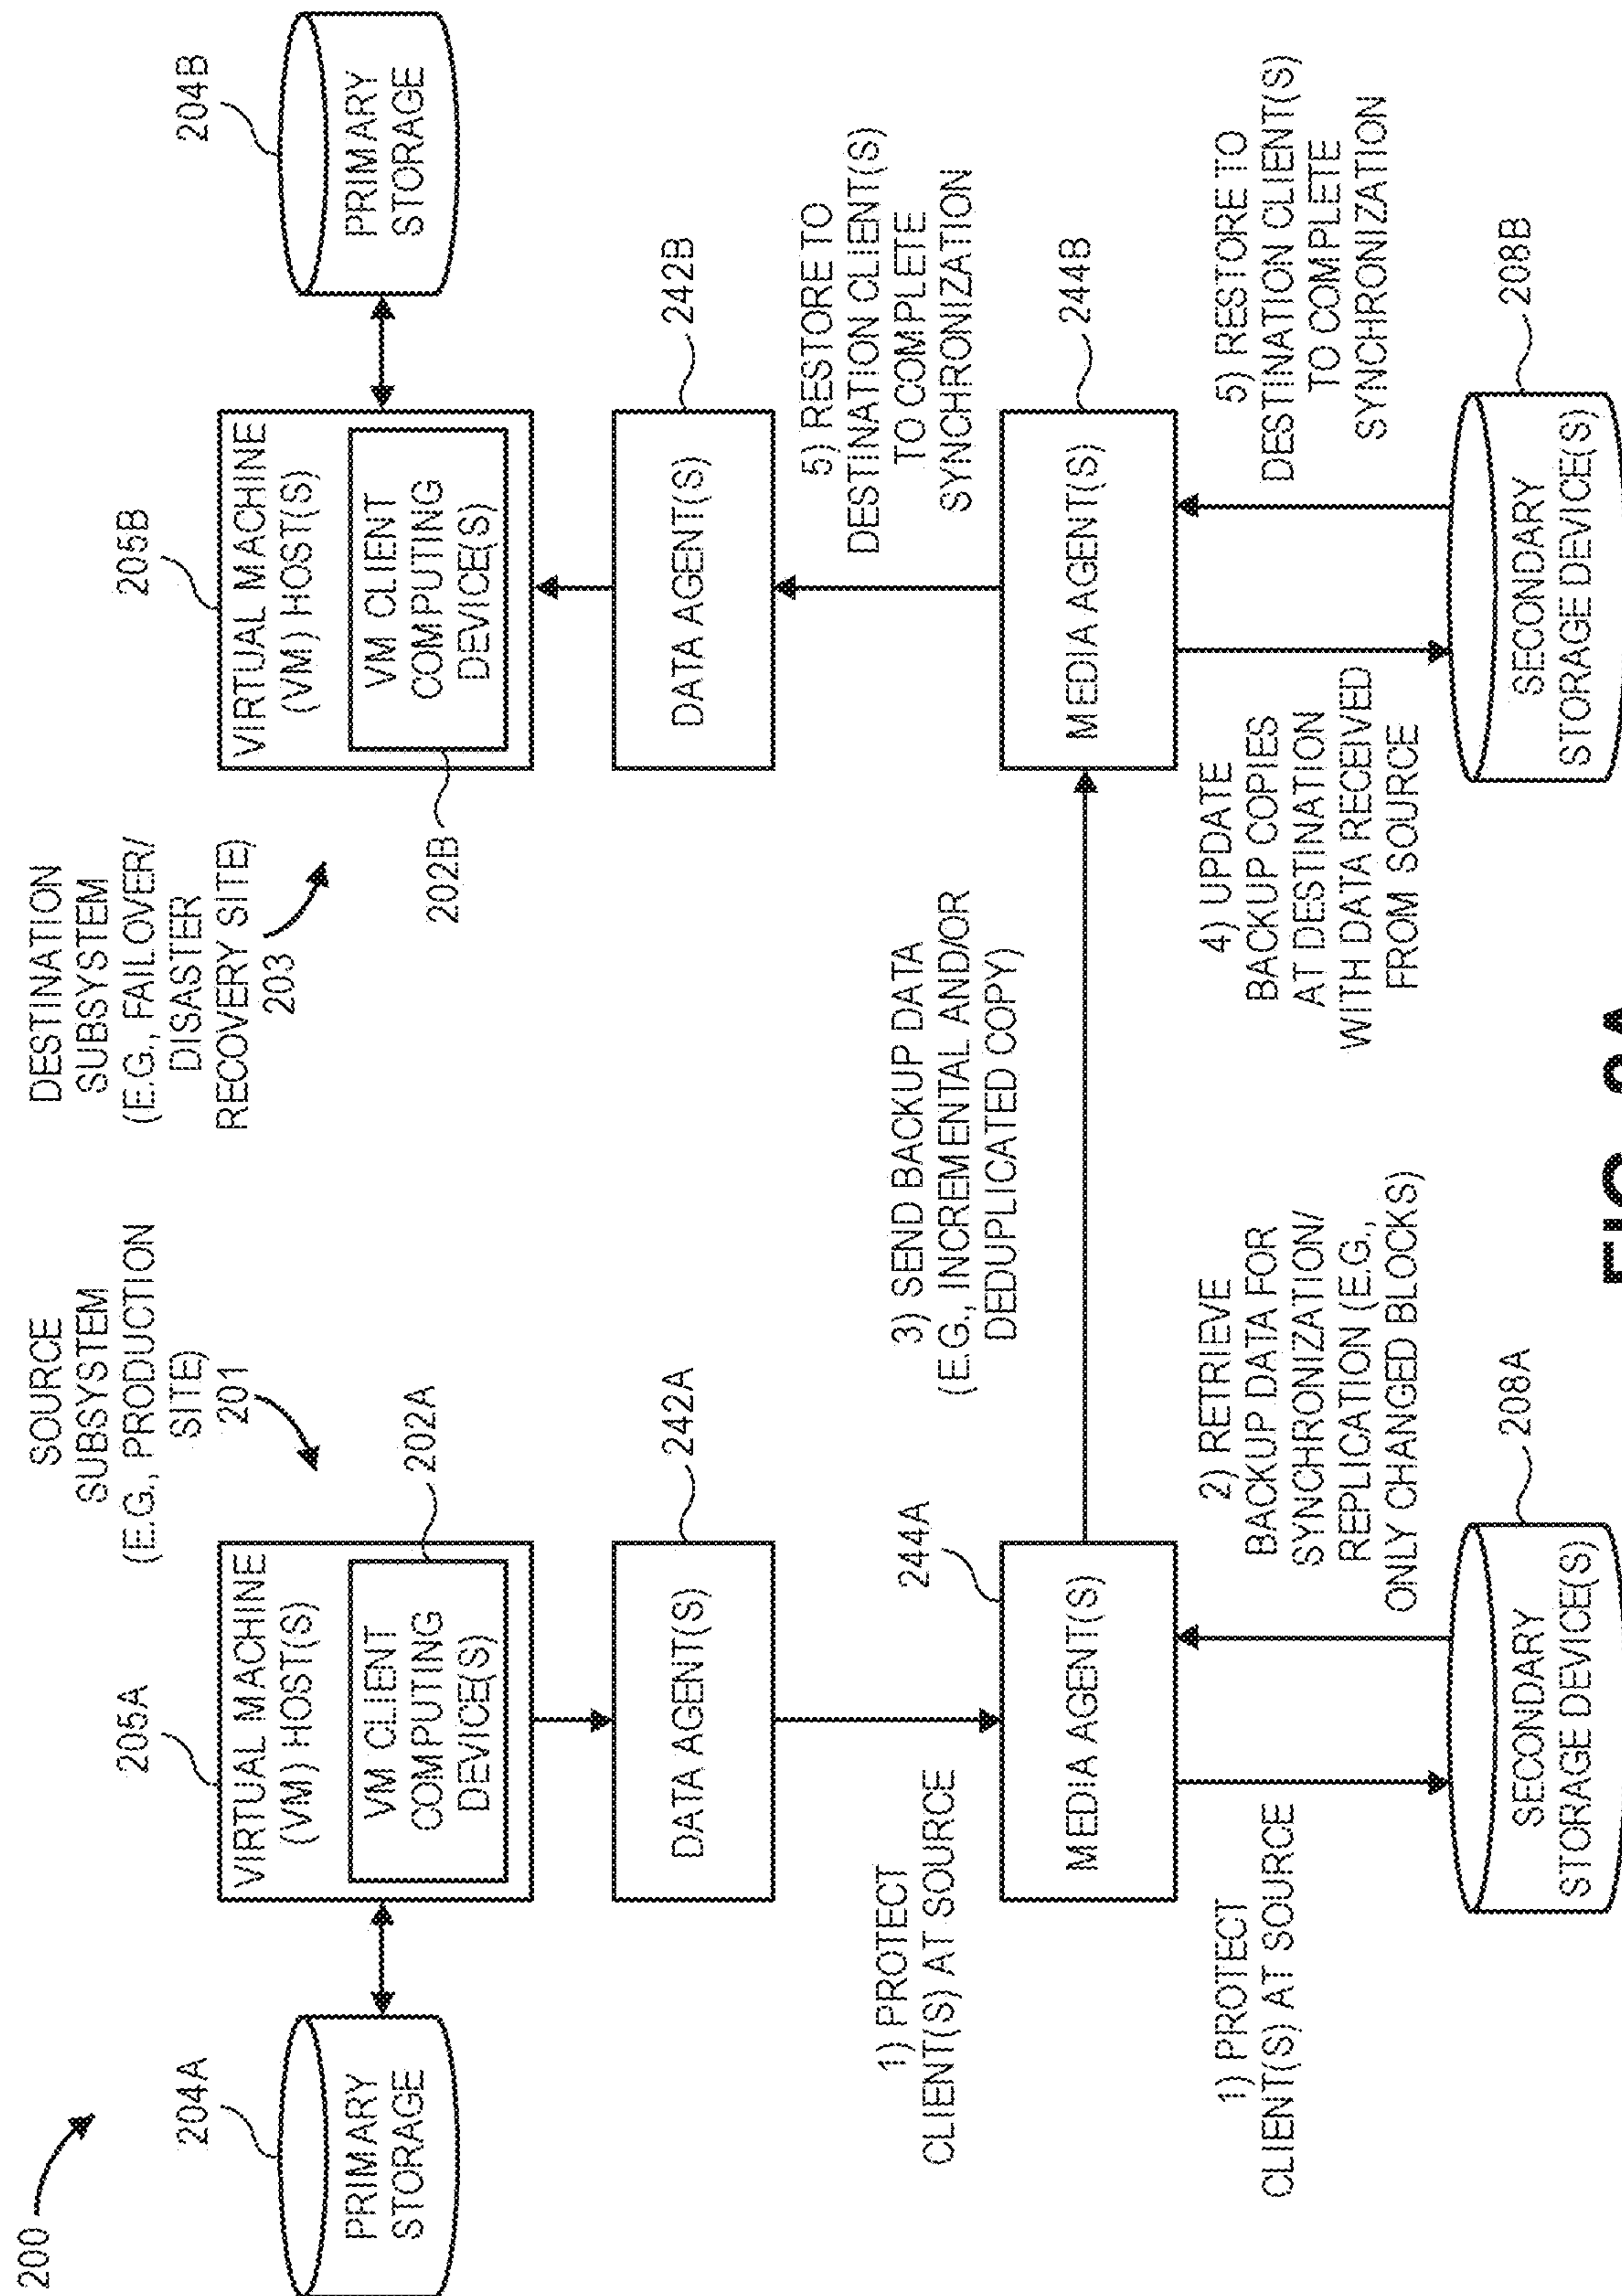 200
SOURCE
SUBSYSTEM
(E.G., PRODUCTION
SITE)
201
DESTINATION
SUBSYSTEM
(E.G., FAILOVER/
DISASTER
RECOVERY SITE)
203
204A
PRIMARY
STORAGE
205A
VIRTUAL MACHINE
(VM) HOST(S)
VM CLIENT
COMPUTING
DEVICE(S)
202A
202B
205B
VIRTUAL MACHINE
(VM) HOST(S)
VM CLIENT
COMPUTING
DEVICE(S)
204B
PRIMARY
STORAGE
DATA AGENT(S)
242A
DATA AGENT(S)
242B
1) PROTECT
CLIENT(S) AT SOURCE
244A
3) SEND BACKUP DATA
(E.G., INCREMENTAL AND/OR
DEDUPLICATED COPY)
5) RESTORE TO
DESTINATION CLIENT(S)
TO COMPLETE
SYNCHRONIZATION
MEDIA AGENT(S)
MEDIA AGENT(S)
244B
1) PROTECT
CLIENT(S) AT SOURCE
2) RETRIEVE
BACKUP DATA FOR
SYNCHRONIZATION/
REPLICATION (E.G.,
ONLY CHANGED BLOCKS)
4) UPDATE
BACKUP COPIES
AT DESTINATION
WITH DATA RECEIVED
FROM SOURCE
5) RESTORE TO
DESTINATION CLIENT(S)
TO COMPLETE
SYNCHRONIZATION
SECONDARY
STORAGE DEVICE(S)
208A
SECONDARY
STORAGE DEVICE(S)
208B